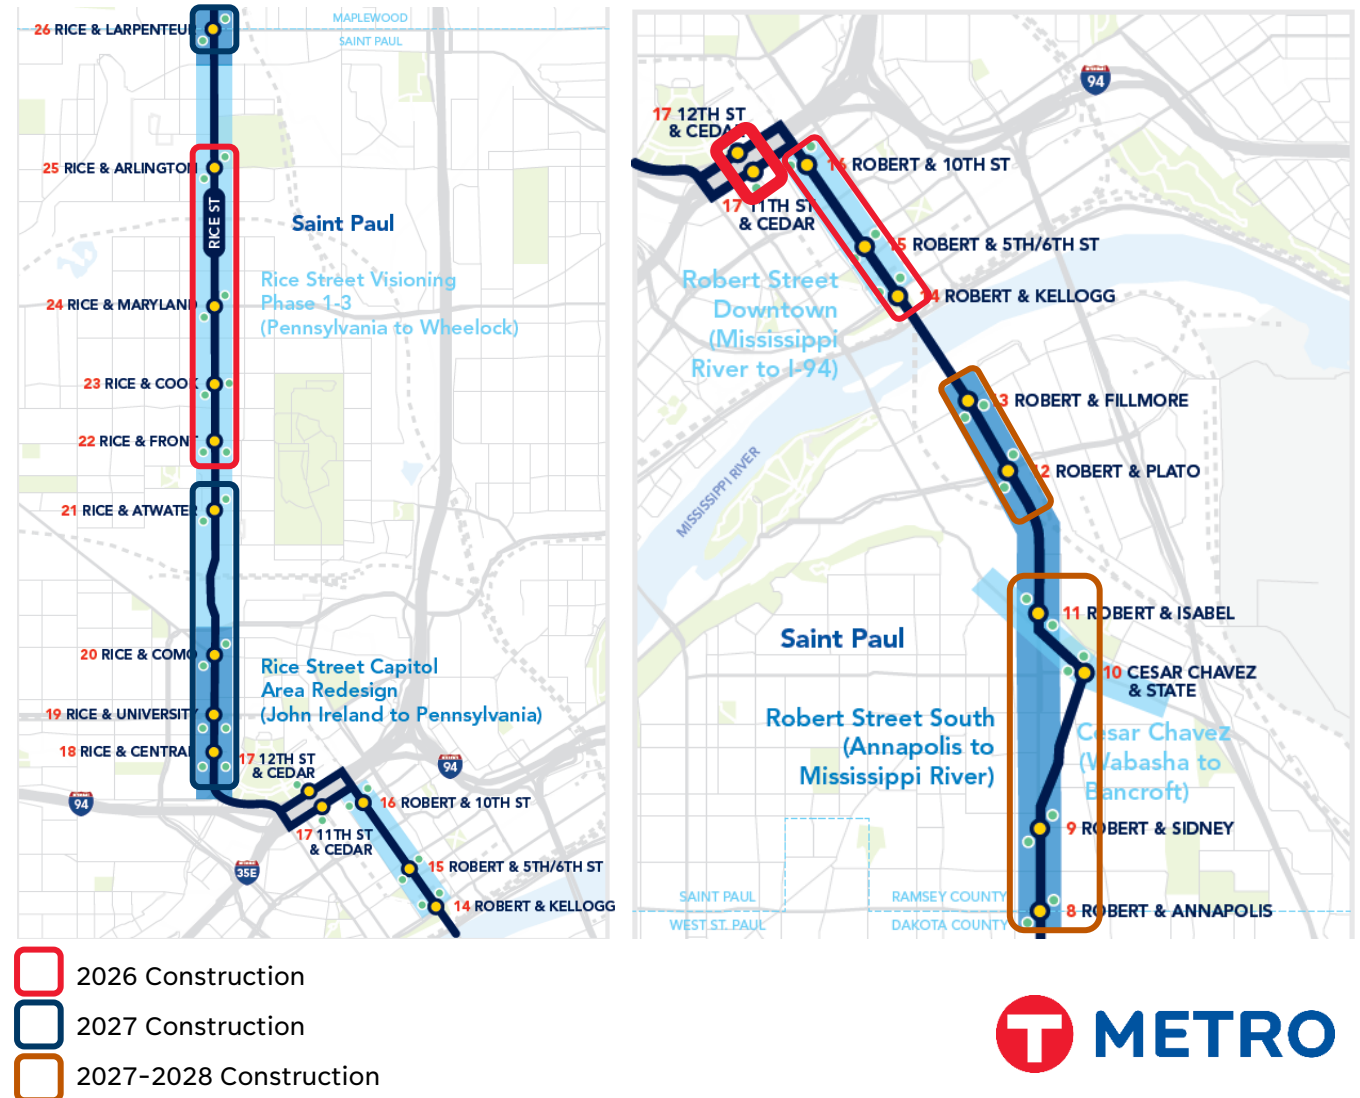 MAPLEWOOD
26 RICE & LARPENTEUR
SAINT PAUL
25 RICE & ARLINGTON
RICE ST
Saint Paul
Rice Street Visioning
Phase 1-3
(Pennsylvania to Wheelock)
24 RICE & MARYLAND
23 RICE & COOK
22 RICE & FRONT
21 RICE & ATWATER
20 RICE & COMO
Rice Street Capitol
Area Redesign
(John Ireland to Pennsylvania)
19 RICE & UNIVERSITY
18 RICE & CENTRAL
17 12TH ST
& CEDAR
94
94
16 ROBERT & 10TH ST
17 11TH ST
& CEDAR
35E
15 ROBERT & 5TH/6TH ST
14 ROBERT & KELLOGG
94
17 12TH ST
& CEDAR
16 ROBERT & 10TH ST
17 11TH ST
& CEDAR
15 ROBERT & 5TH/6TH ST
Robert Street
Downtown
(Mississippi
River to I-94)
14 ROBERT & KELLOGG
13 ROBERT & FILLMORE
12 ROBERT & PLATO
MISSISSIPPI RIVER
11 ROBERT & ISABEL
Saint Paul
10 CESAR CHAVEZ
& STATE
Robert Street South
(Annapolis to
Mississippi River)
Cesar Chavez
(Wabasha to
Bancroft)
9 ROBERT & SIDNEY
SAINT PAUL
RAMSEY COUNTY
8 ROBERT & ANNAPOLIS
WEST ST. PAUL
DAKOTA COUNTY
2026 Construction
2027 Construction
2027-2028 Construction
T METRO